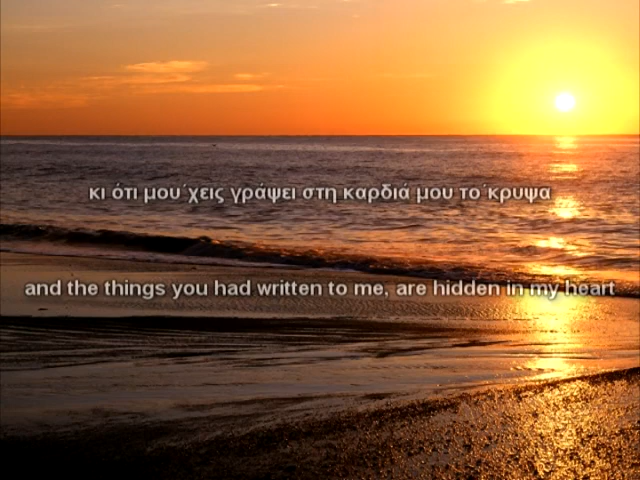 κι ότι μου΄χεις γράψει στη καρδιά μου το΄κρυψα
and the things you had written to me, are hidden in my heart